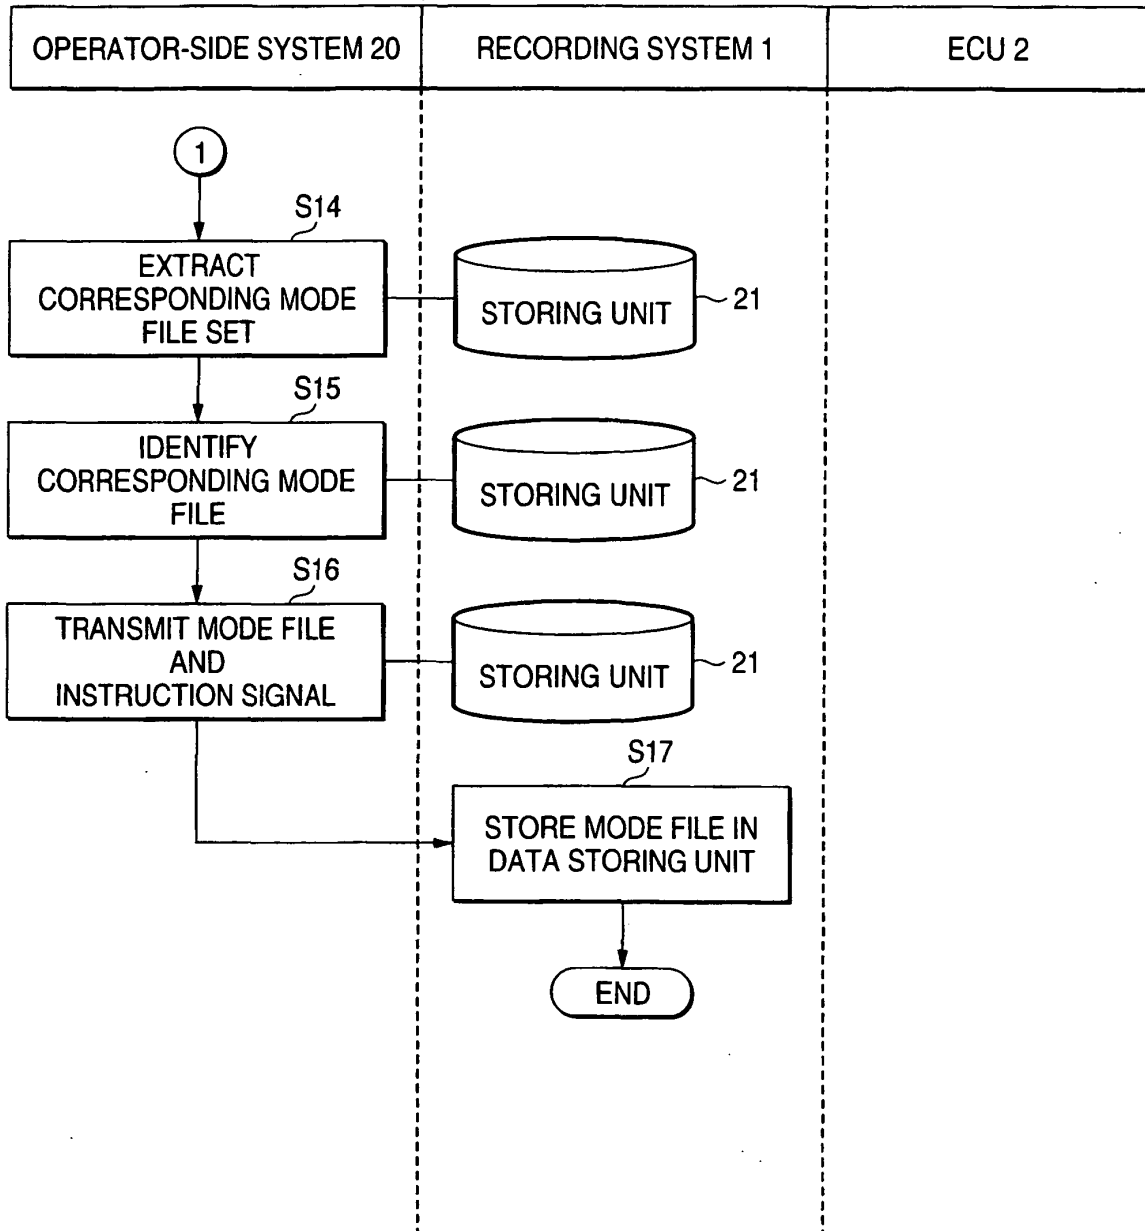 OPERATOR-SIDE SYSTEM 20
RECORDING SYSTEM 1
ECU 2
1
S14
EXTRACT
CORRESPONDING MODE
FILE SET
STORING UNIT
21
S15
IDENTIFY
CORRESPONDING MODE
FILE
STORING UNIT
21
S16
TRANSMIT MODE FILE
AND
INSTRUCTION SIGNAL
STORING UNIT
21
S17
STORE MODE FILE IN
DATA STORING UNIT
END